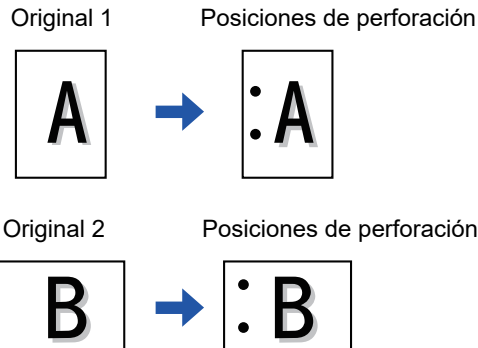 Original 1 Posiciones de perforación
A A
Original 2 Posiciones de perforación
B B